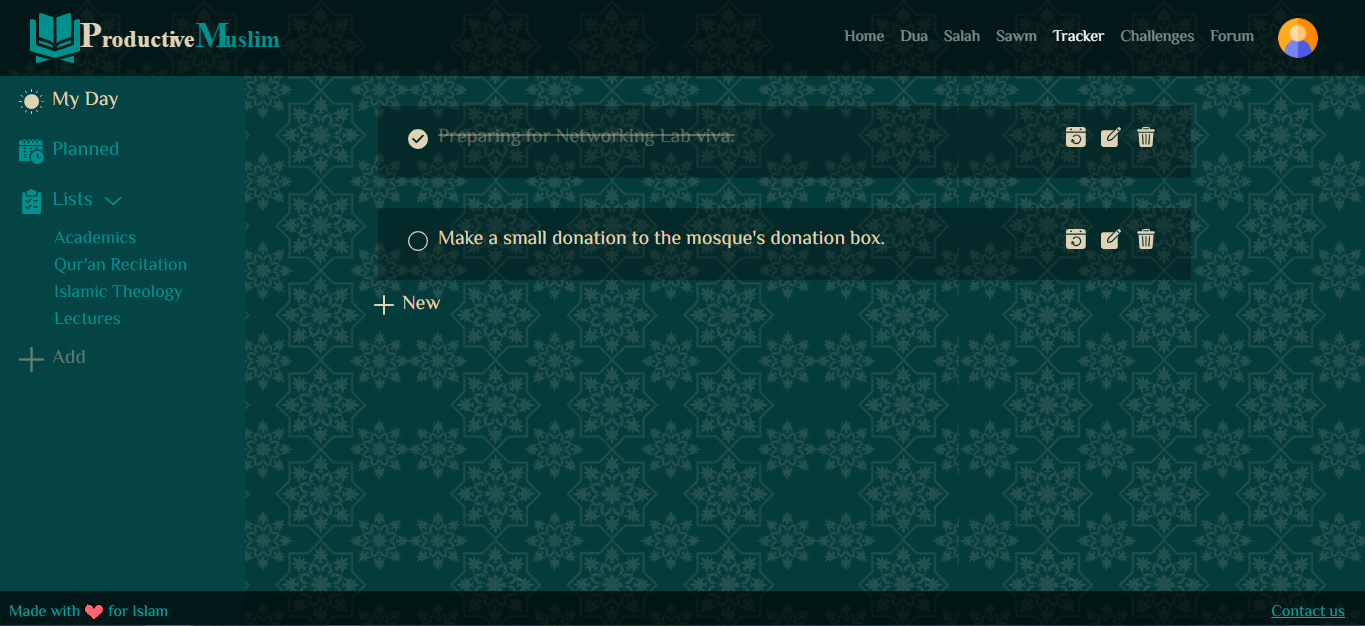 ProductiveMuslim
Home Dua Salah Sawm Tracker Challenges Forum
My Day
Planned
Lists
Academics
Qur'an Recitation
Islamic Theology
Lectures
Add
Preparing for Networking Lab viva.
Make a small donation to the mosque's donation box.
New
Made with ❤ for Islam
Contact us